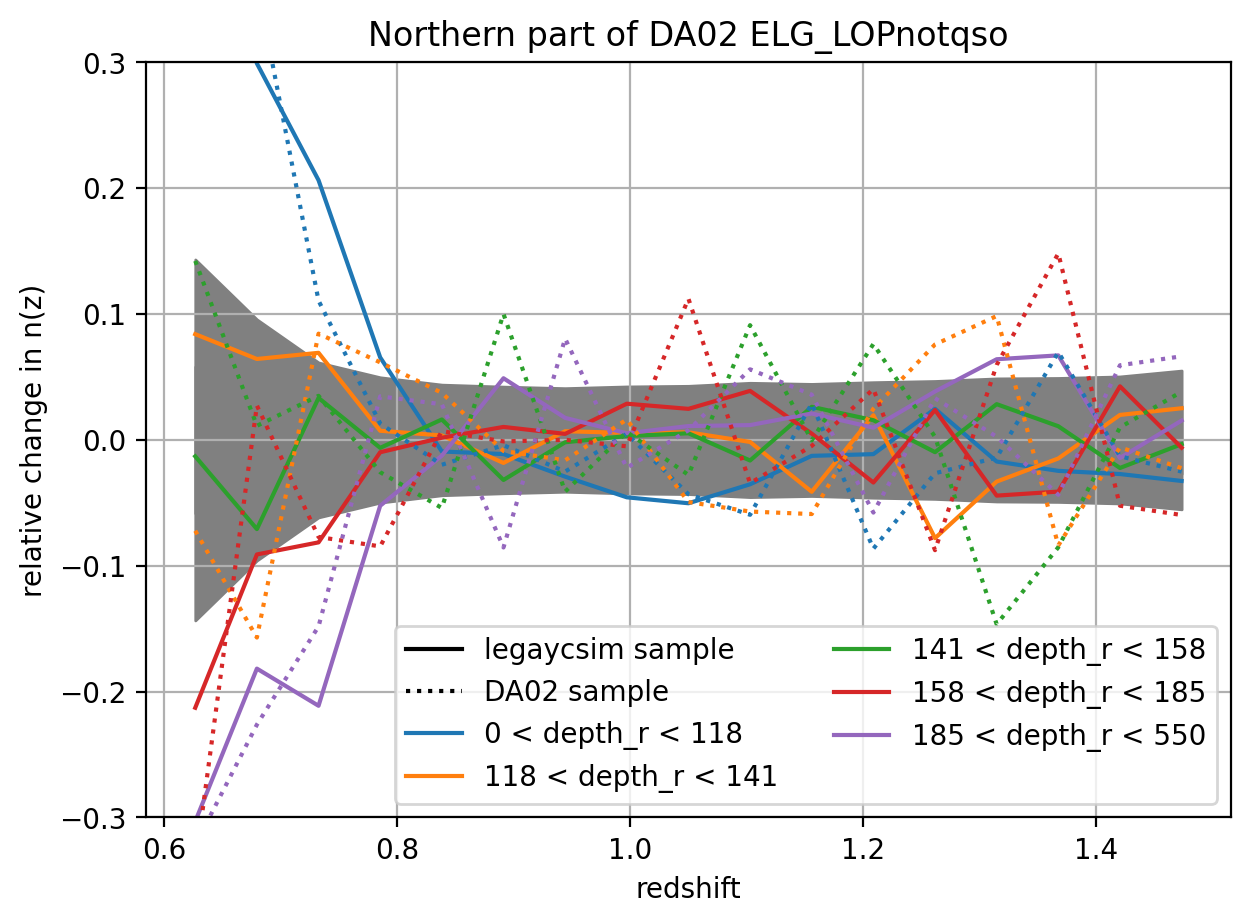 Northern part of DA02 ELG_LOPnotqso
relative change in n(z)
0.3
0.2
0.1
0.0
−0.1
−0.2
−0.3
legaycsim sample
DA02 sample
0 < depth_r < 118
118 < depth_r < 141
141 < depth_r < 158
158 < depth_r < 185
185 < depth_r < 550
0.6 0.8 1.0 1.2 1.4
redshift